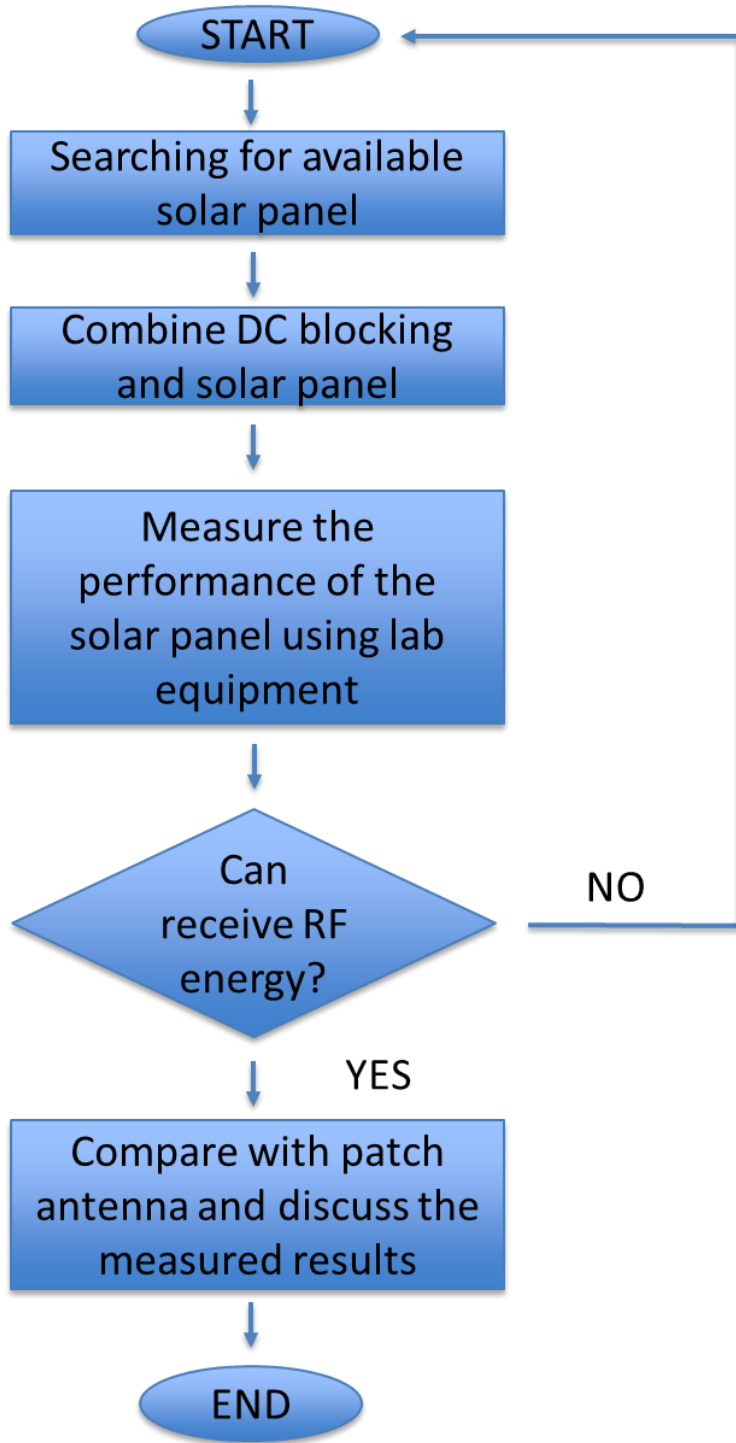 START
Searching for available
solar panel
Combine DC blocking
and solar panel
Measure the
performance of the
solar panel using lab
equipment
Can
receive RF
energy?
NO
YES
Compare with patch
antenna and discuss the
measured results
END